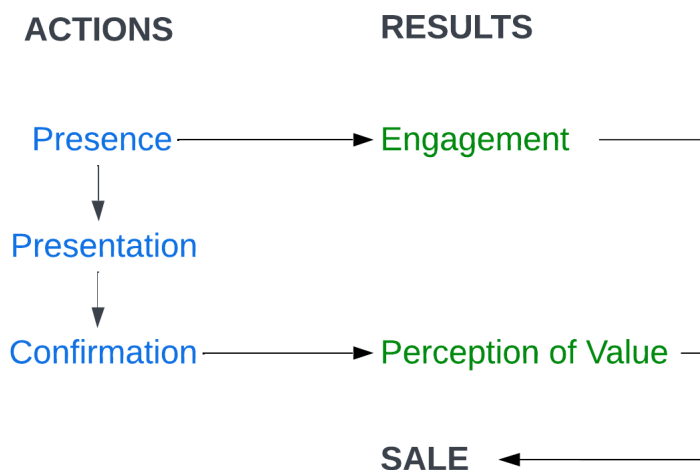 ACTIONS
RESULTS
Presence
Engagement
Presentation
Confirmation
Perception of Value
SALE